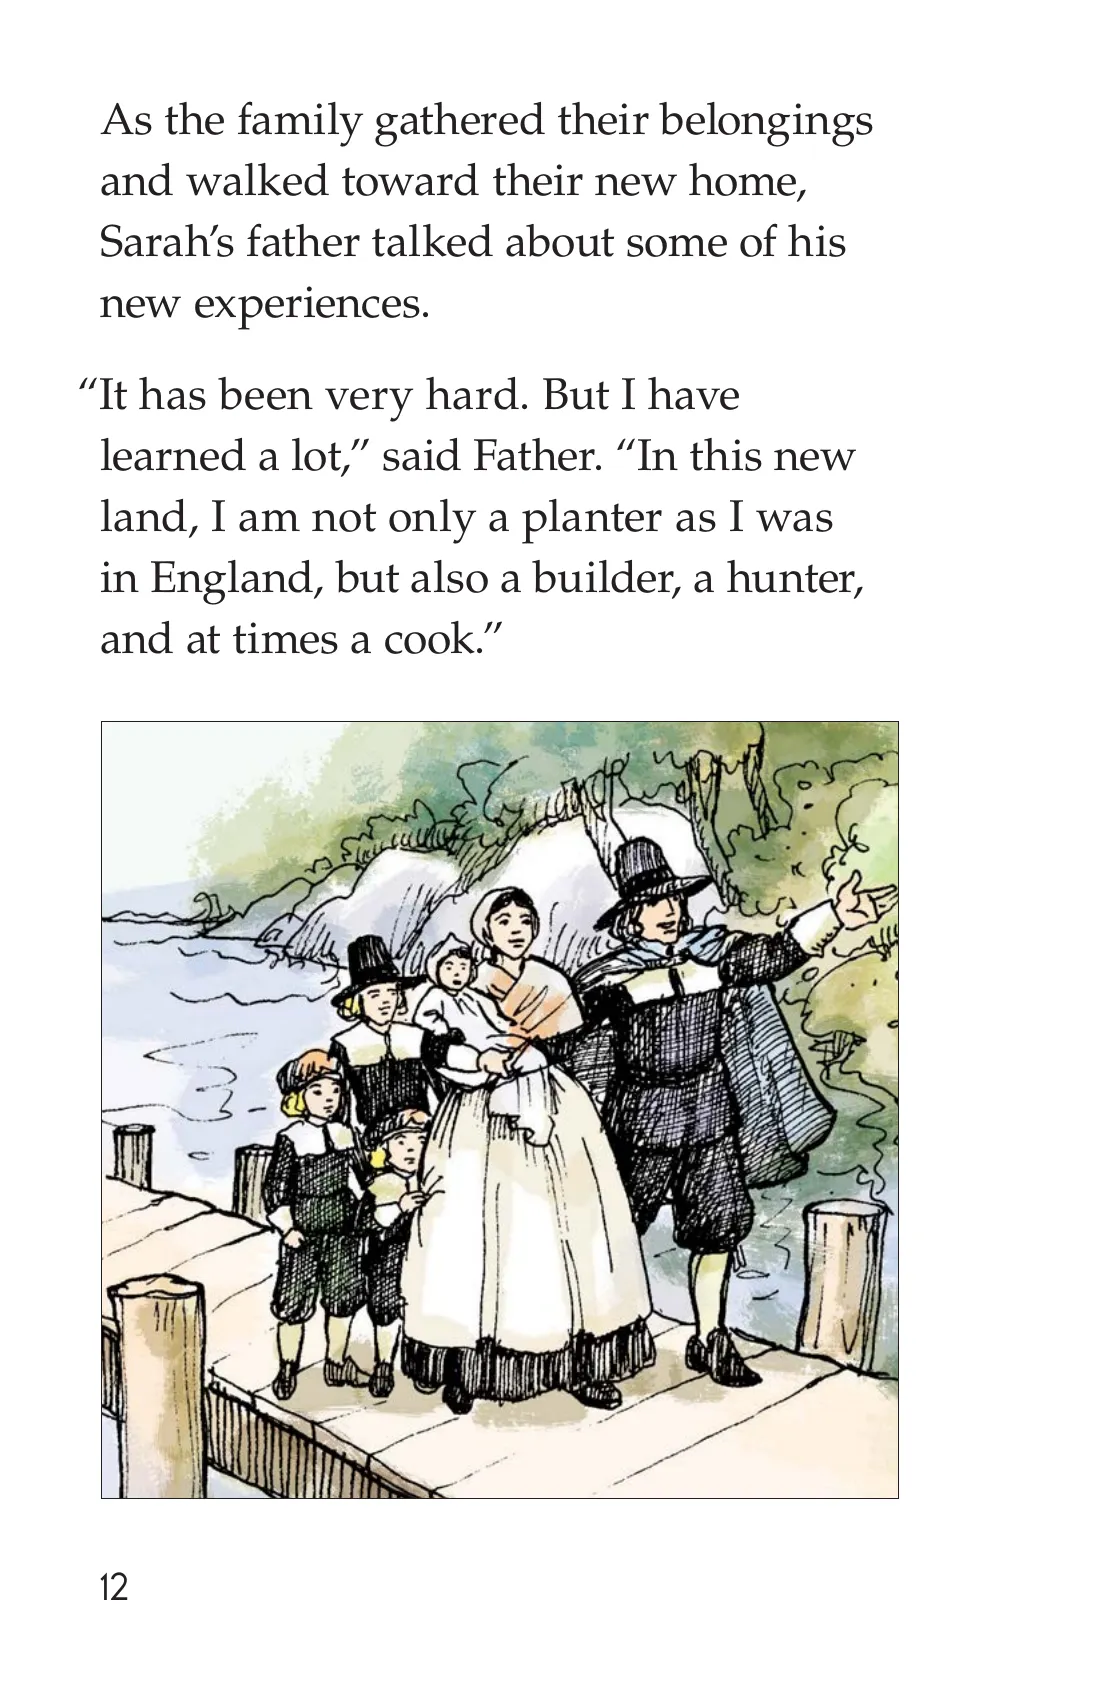 As the family gathered their belongings
and walked toward their new home,
Sarah’s father talked about some of his
new experiences.
“It has been very hard. But I have
learned a lot,” said Father. “In this new
land, I am not only a planter as I was
in England, but also a builder, a hunter,
and at times a cook.”
12